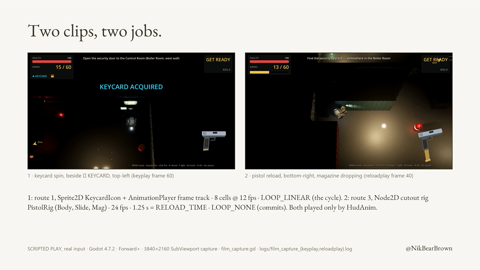 Two clips, two jobs.
Open the security door to the Control Room (Boiler Room, west wall)
GET READY
15 / 60
KEYCARD
KEYCARD ACQUIRED
GET READY
13 / 60
1 · keycard spin, beside D KEYCARD, top-left (keyplay frame 60)
2 · pistol reload, bottom-right, magazine dropping (reloadplay frame 40)
1: route 1, Sprite2D KeycardIcon + AnimationPlayer frame track · 8 cells @ 12 fps · LOOP_LINEAR (the cycle). 2: route 3, Node2D cutout rig
PistolRig (Body, Slide, Mag) · 24 fps · 1.25 s = RELOAD_TIME · LOOP_NONE (commits). Both played only by HudAnim.
SCRIPTED PLAY, real input · Godot 4.7.2 · Forward+ · 3840×2160 SubViewport capture · film_capture.gd · logs/film_capture_{keyplay,reloadplay}.log
@NikBearBrown